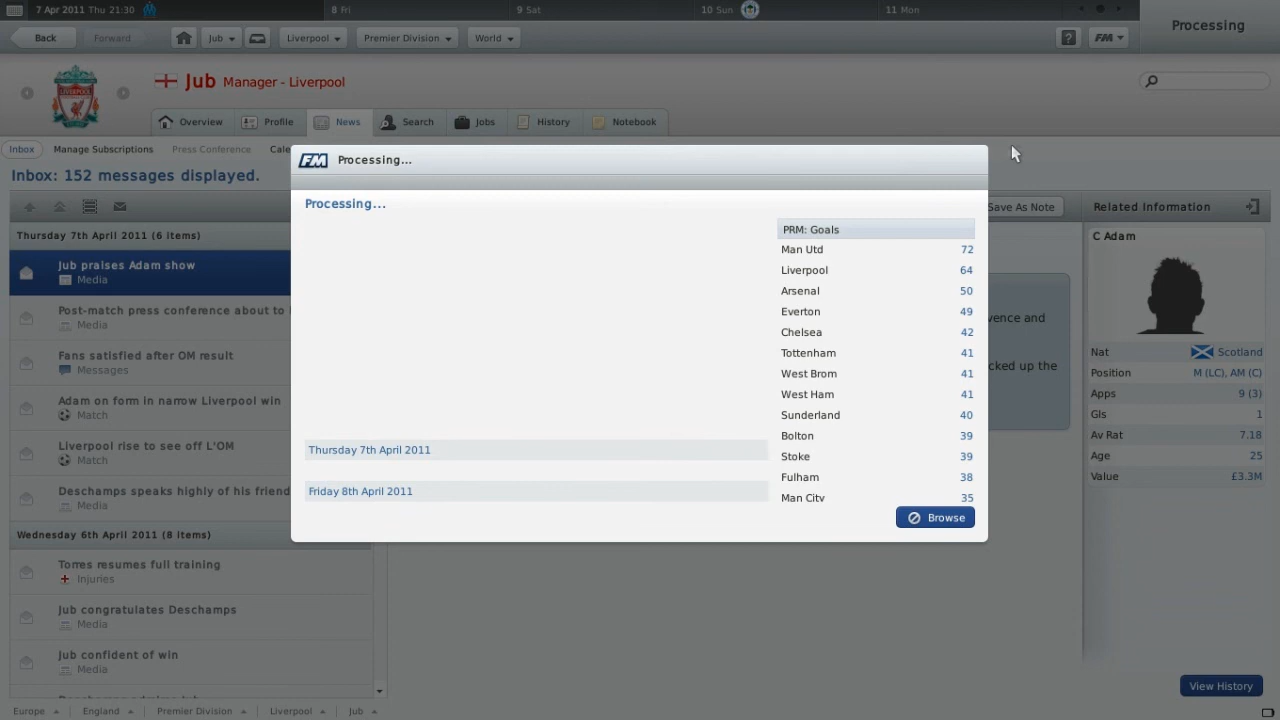 7 Apr 2011 Thu 21:30
8 Fri
9 Sat
10 Sun
11 Mon
Processing
Back
Forward
Job
Liverpool
Premier Division
World
?
FM
LIVERPOOL
Jub Manager - Liverpool
Overview
Profile
News
Search
Jobs
History
Notebook
Inbox
Manage Subscriptions
Press Conference
Cale
Inbox: 152 messages displayed.
Save As Note
Related Information
Thursday 7th April 2011 (6 items)
Jub praises Adam show
Media
Post-match press conference about to
Media
Fans satisfied after OM result
Messages
Adam on form in narrow Liverpool win
Match
Liverpool rise to see off L'OM
Match
Deschamps speaks highly of his friend
Media
Wednesday 6th April 2011 (8 items)
Torres resumes full training
Injuries
Jub congratulates Deschamps
Media
Jub confident of win
Media
FM Processing...
Processing...
Thursday 7th April 2011
Friday 8th April 2011
PRM: Goals
Man Utd 72
Liverpool 64
Arsenal 50
Everton 49
Chelsea 42
Tottenham 41
West Brom 41
West Ham 41
Sunderland 40
Bolton 39
Stoke 39
Fulham 38
Man City 35
Browse
vence and
cked up the
C Adam
Nat Scotland
Position M (LC), AM (C)
Apps 9 (3)
Gls 1
Av Rat 7.18
Age 25
Value £3.3M
View History
Europe
England
Premier Division
Liverpool
Jub